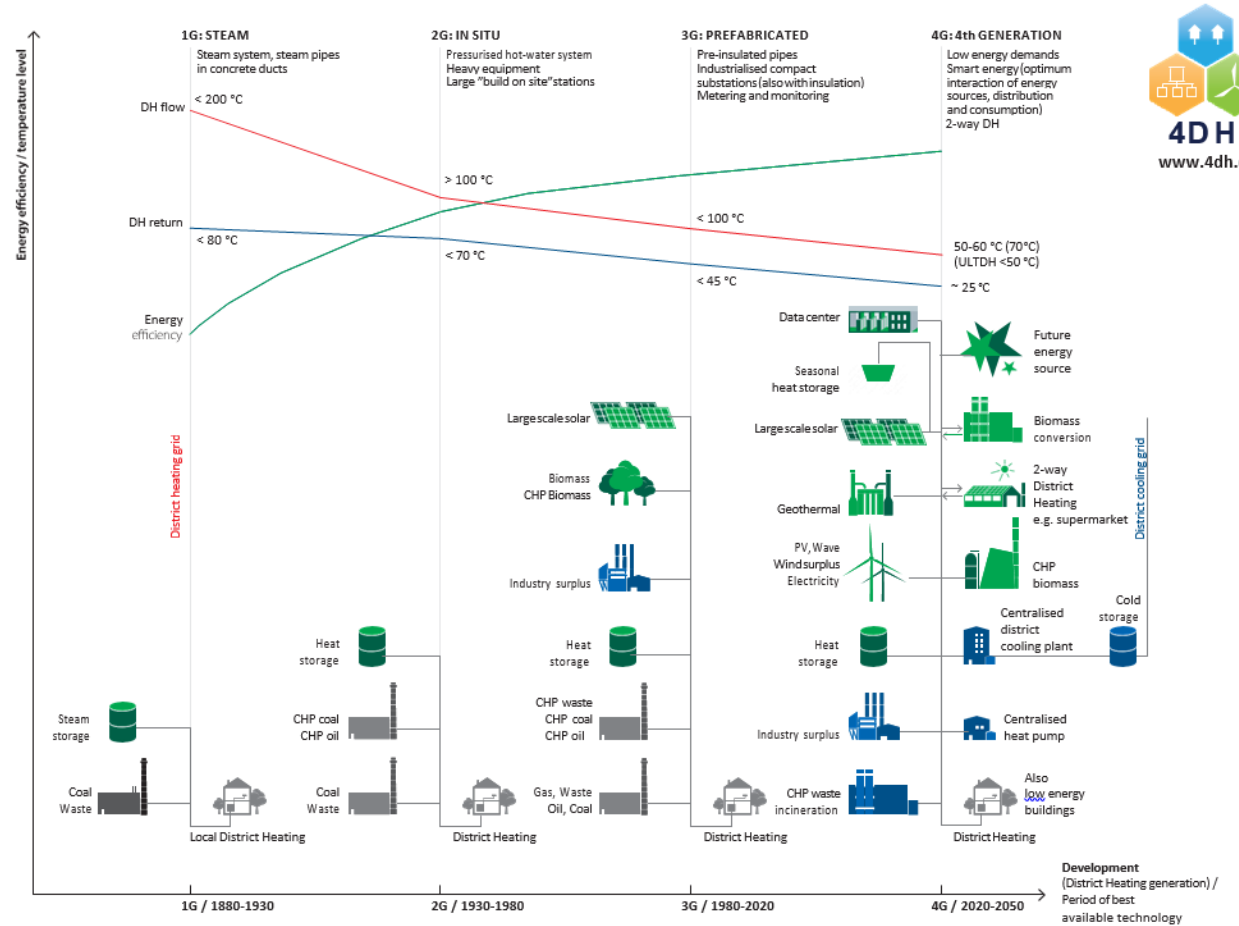 1G: STEAM
Steam system, steam pipes
in concrete ducts
2G: IN SITU
Pressurised hot-water system
Heavy equipment
Large ”build on site” stations
3G: PREFABRICATED
Pre-insulated pipes
Industrialised compact
substations (also with insulation)
Metering and monitoring
4G: 4th GENERATION
Low energy demands
Smart energy (optimum
interaction of energy
sources, distribution
and consumption)
2-way DH
4DH
www.4dh.
Energy efficiency / temperature level
DH flow
< 200 °C
> 100 °C
< 100 °C
50-60 °C (70°C)
(ULTDH <50 °C)
DH return
< 80 °C
< 70 °C
< 45 °C
~ 25 °C
Energy
efficiency
District heating grid
Steam
storage
Coal
Waste
Local District Heating
Heat
storage
CHP coal
CHP oil
Coal
Waste
District Heating
Large scale solar
Biomass
CHP Biomass
Industry surplus
Heat
storage
CHP waste
CHP coal
CHP oil
Gas, Waste
Oil, Coal
District Heating
Data center
Seasonal
heat storage
Large scale solar
Geothermal
PV, Wave
Wind surplus
Electricity
Heat
storage
Industry surplus
CHP waste
incineration
Future
energy
source
Biomass
conversion
2-way
District
Heating
e.g. supermarket
CHP
biomass
Centralised
district
cooling plant
Cold
storage
Centralised
heat pump
Also
low energy
buildings
District Heating
District cooling grid
Development
(District Heating generation) /
Period of best
available technology
1G / 1880-1930
2G / 1930-1980
3G / 1980-2020
4G / 2020-2050